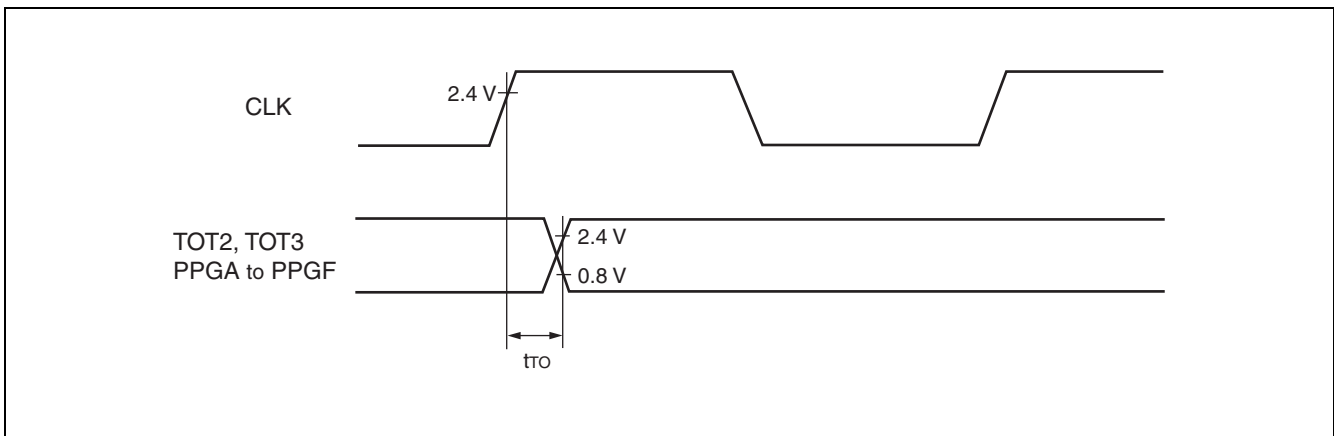 CLK
2.4 V
TOT2, TOT3
PPGA to PPGF
2.4 V
0.8 V
tTO